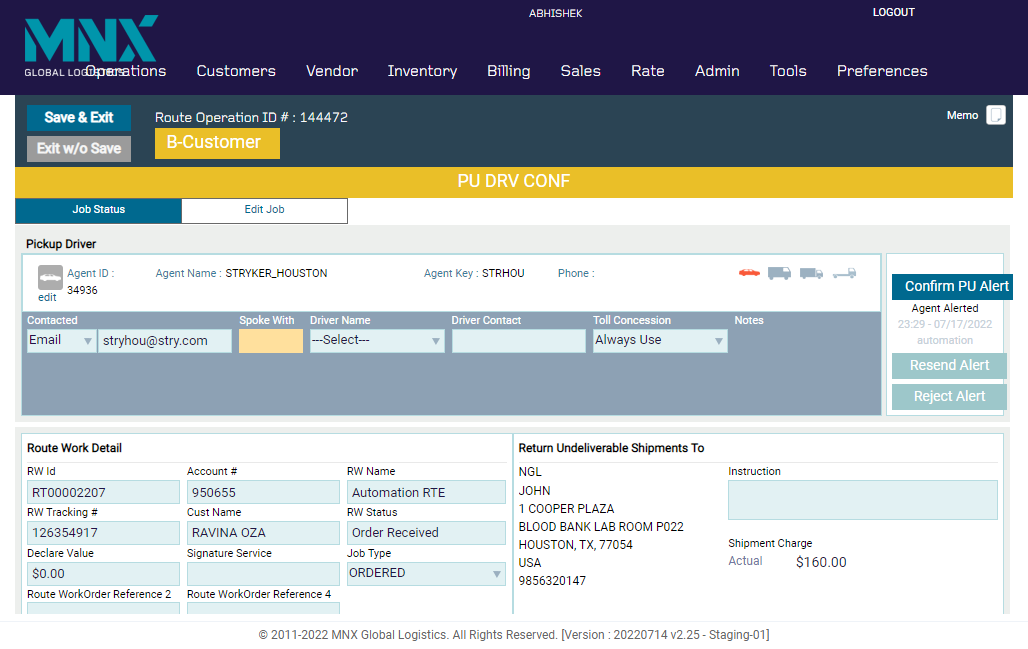 ABHISHEK
LOGOUT
MNX
GLOBAL LOGISTICS
Operations Customers Vendor Inventory Billing Sales Rate Admin Tools Preferences
Save & Exit
Route Operation ID # : 144472
Memo
Exit w/o Save
B-Customer
PU DRV CONF
Job Status Edit Job
Pickup Driver
Agent ID : Agent Name : STRYKER_HOUSTON Agent Key : STRHOU Phone :
34936
edit
Confirm PU Alert
Agent Alerted
23:29 - 07/17/2022
automation
Resend Alert
Reject Alert
Contacted Spoke With Driver Name Driver Contact Toll Concession Notes
Email stryhou@stry.com ---Select--- Always Use
Route Work Detail
RW Id Account # RW Name
RT00002207 950655 Automation RTE
RW Tracking # Cust Name RW Status
126354917 RAVINA OZA Order Received
Declare Value Signature Service Job Type
$0.00 ORDERED
Route WorkOrder Reference 2 Route WorkOrder Reference 4
Return Undeliverable Shipments To
NGL
JOHN
1 COOPER PLAZA
BLOOD BANK LAB ROOM P022
HOUSTON, TX, 77054
USA
9856320147
Instruction
Shipment Charge
Actual $160.00
© 2011-2022 MNX Global Logistics. All Rights Reserved. [Version : 20220714 v2.25 - Staging-01]